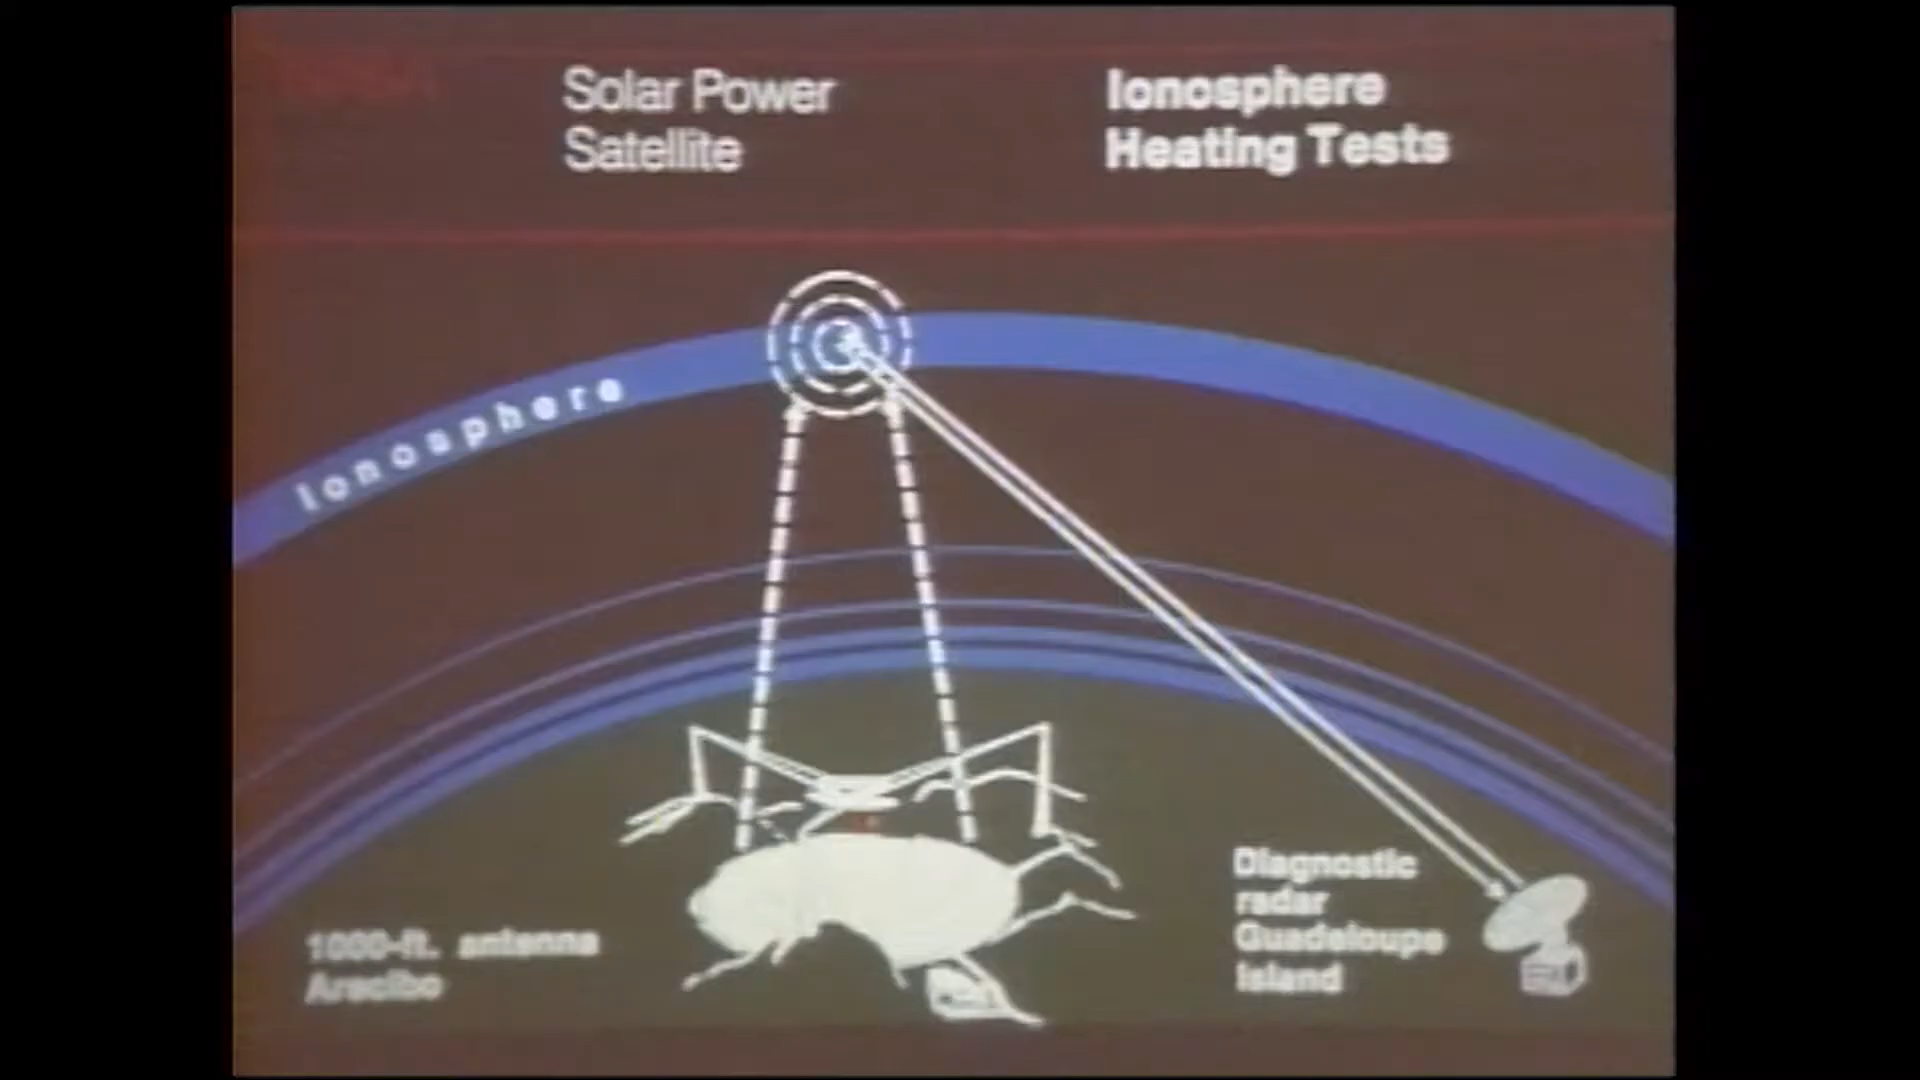 Solar Power
Satellite
Ionosphere
Heating Tests
Ionosphere
1000-ft. antenna
Arecibo
Diagnostic
radar
Guadeloupe
Island